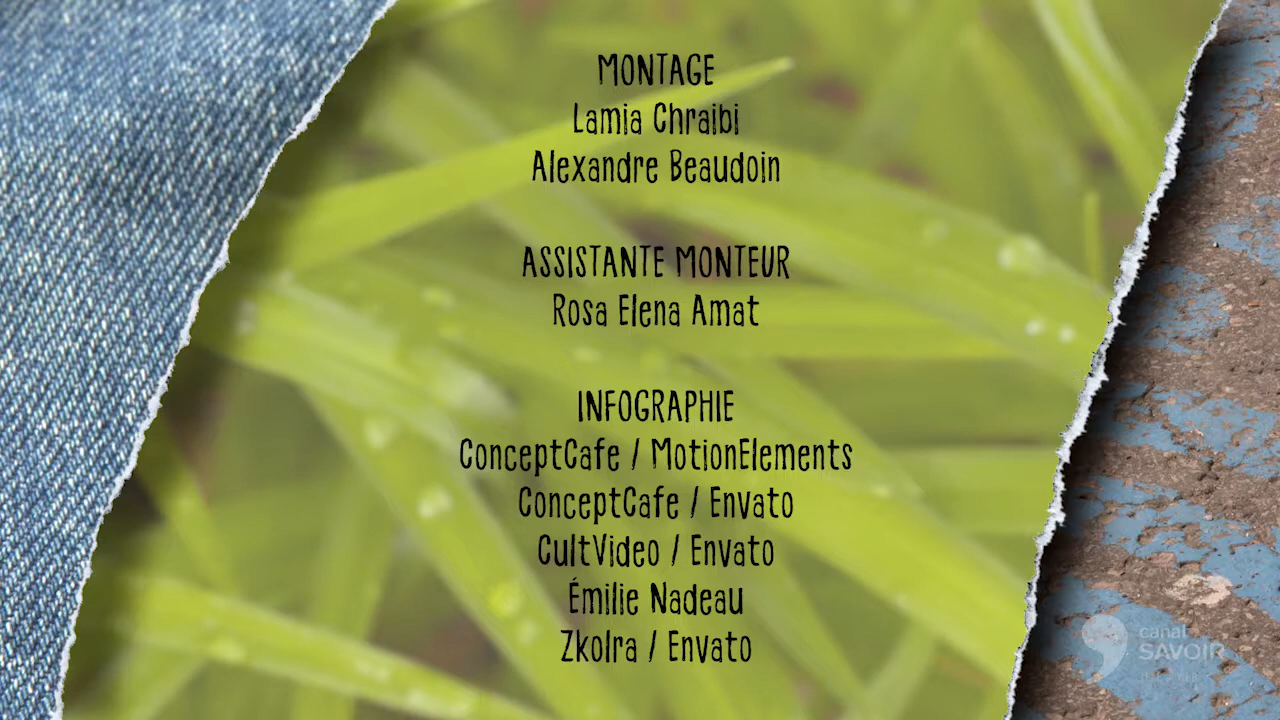 MONTAGE
Lamia Chraibi
Alexandre Beaudoin
ASSISTANTE MONTEUR
Rosa Elena Amat
INFOGRAPHIE
ConceptCafe / MotionElements
ConceptCafe / Envato
CultVideo / Envato
Émilie Nadeau
Zkolra / Envato
canal
SAVOIR